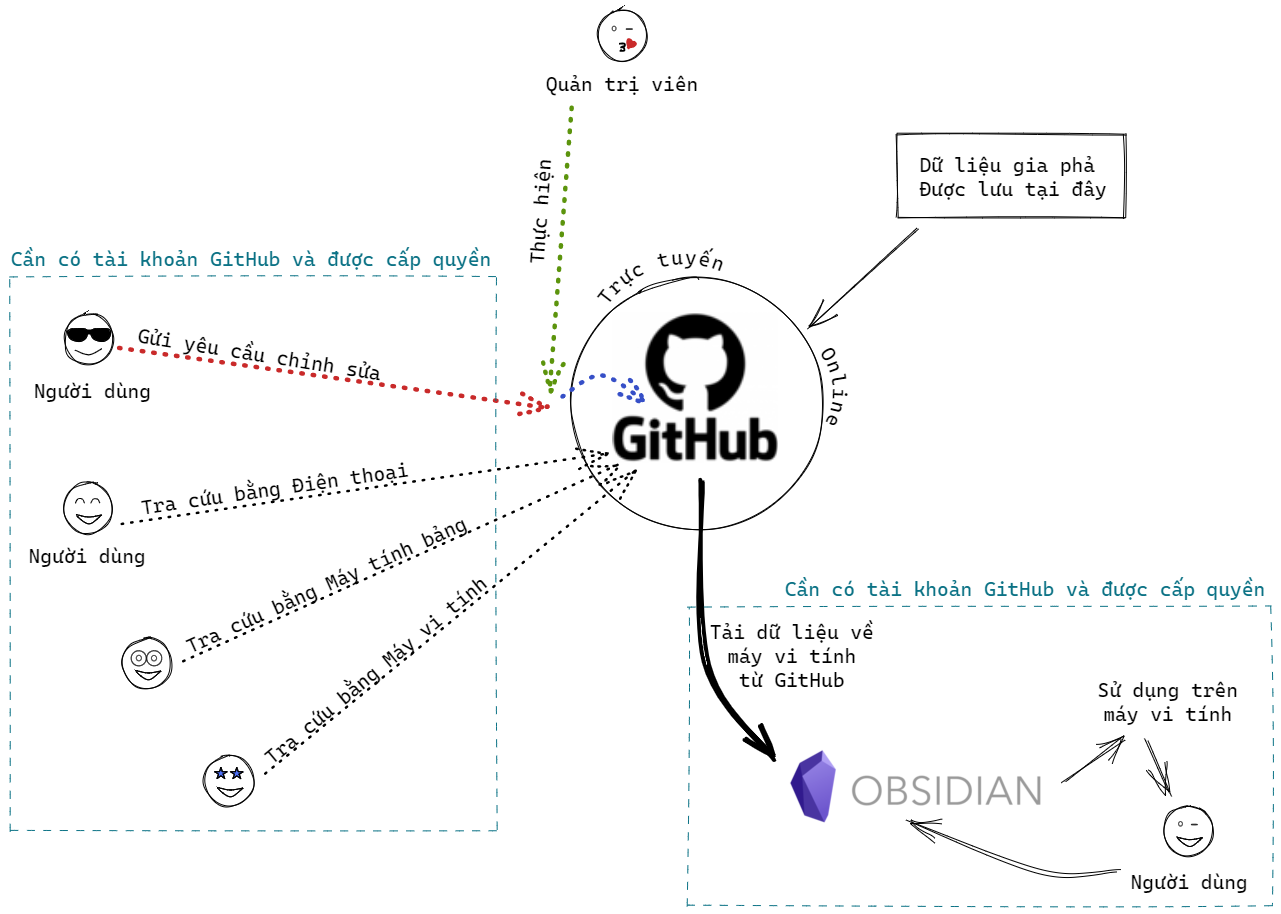 Quản trị viên
Thực hiện
Dữ liệu gia phả
Được lưu tại đây
Cần có tài khoản GitHub và được cấp quyền
Trực tuyến
Online
GitHub
Gửi yêu cầu chỉnh sửa
Người dùng
Tra cứu bằng Điện thoại
Người dùng
Tra cứu bằng Máy tính bảng
Tra cứu bằng Máy vi tính
Cần có tài khoản GitHub và được cấp quyền
Tải dữ liệu về
máy vi tính
từ GitHub
Sử dụng trên
máy vi tính
OBSIDIAN
Người dùng